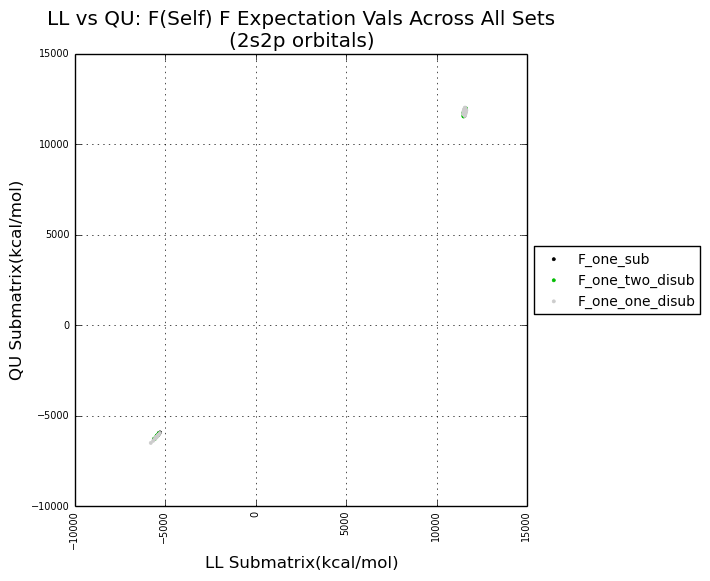 LL vs QU: F(Self) F Expectation Vals Across All Sets
(2s2p orbitals)
15000
10000
5000
0
−5000
−10000
QU Submatrix(kcal/mol)
−10000
−5000
0
5000
10000
15000
LL Submatrix(kcal/mol)
F_one_sub
F_one_two_disub
F_one_one_disub